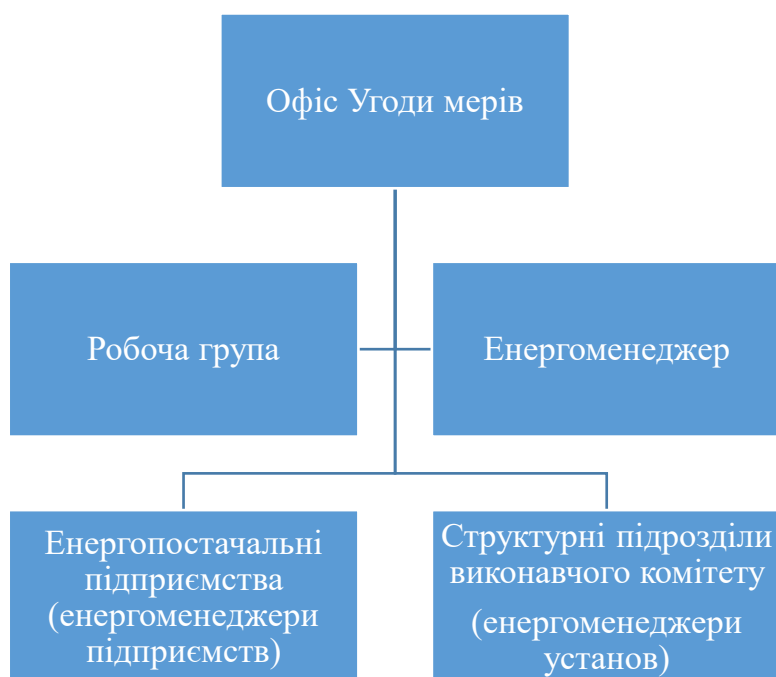 Офіс Угоди мерів
Робоча група
Енергоменеджер
Енергопостачальні
підприємства
(енергоменеджери
підприємств)
Структурні підрозділи
виконавчого комітету
(енергоменеджери
установ)